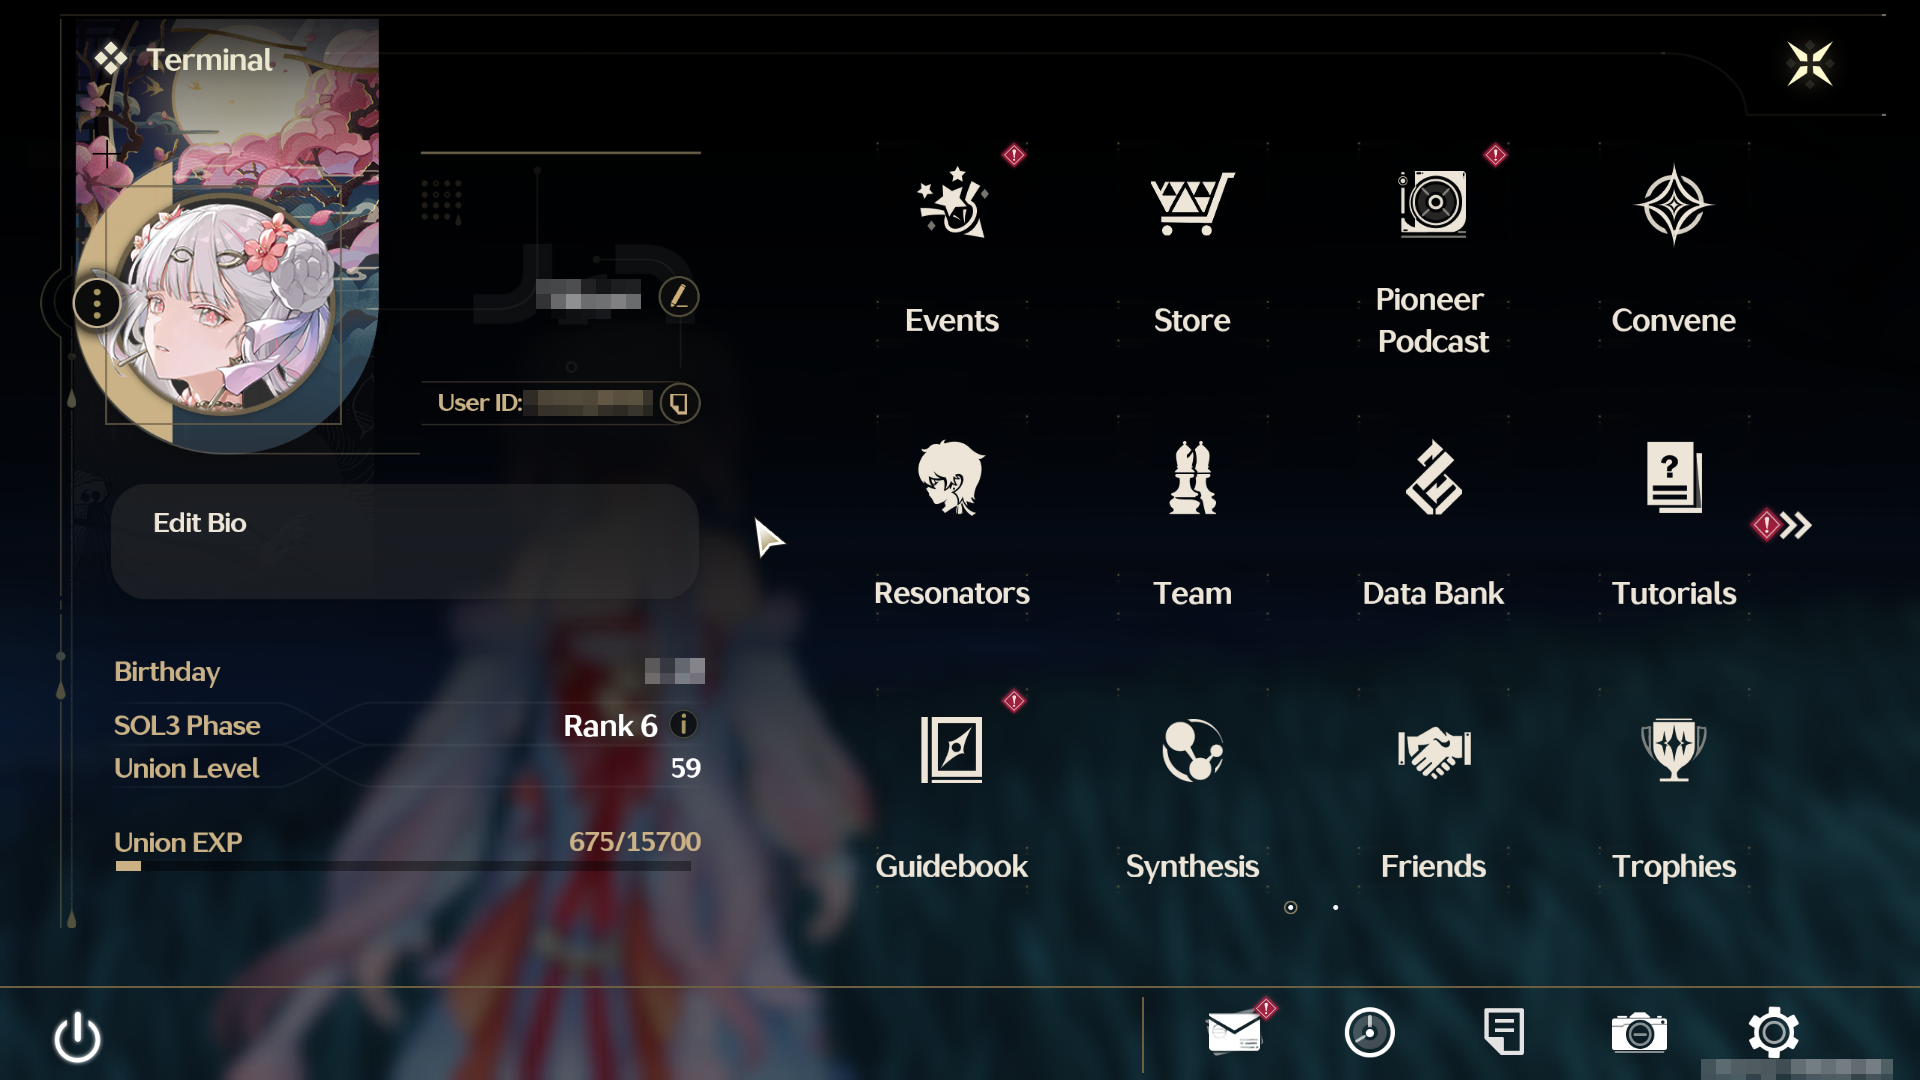 Terminal
User ID:
Edit Bio
Birthday
SOL3 Phase
Rank 6
Union Level
59
Union EXP
675/15700
Events
Store
Pioneer
Podcast
Convene
Resonators
Team
Data Bank
?
Tutorials
Guidebook
Synthesis
Friends
Trophies